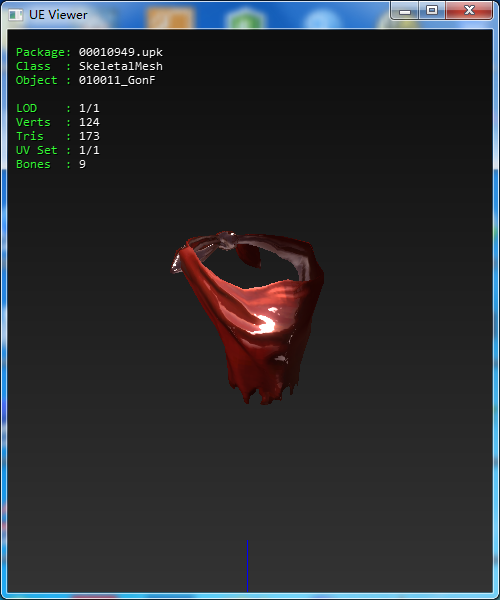 UE Viewer
Package: 00010949.upk
Class : SkeletalMesh
Object : 010011_GonF
LOD : 1/1
Verts : 124
Tris : 173
UV Set : 1/1
Bones : 9